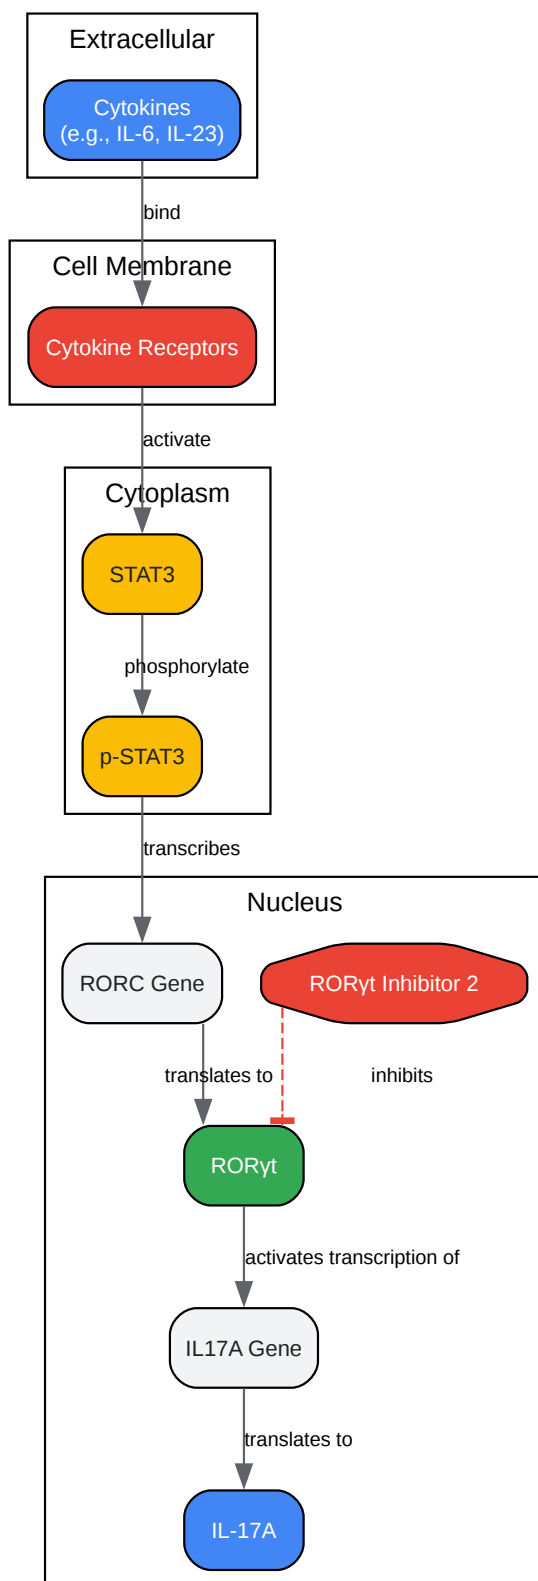 Extracellular
Cytokines
(e.g., IL-6, IL-23)
bind
Cell Membrane
Cytokine Receptors
activate
Cytoplasm
STAT3
phosphorylate
p-STAT3
transcribes
Nucleus
RORC Gene
RORγt Inhibitor 2
translates to
inhibits
RORγt
activates transcription of
IL17A Gene
translates to
IL-17A